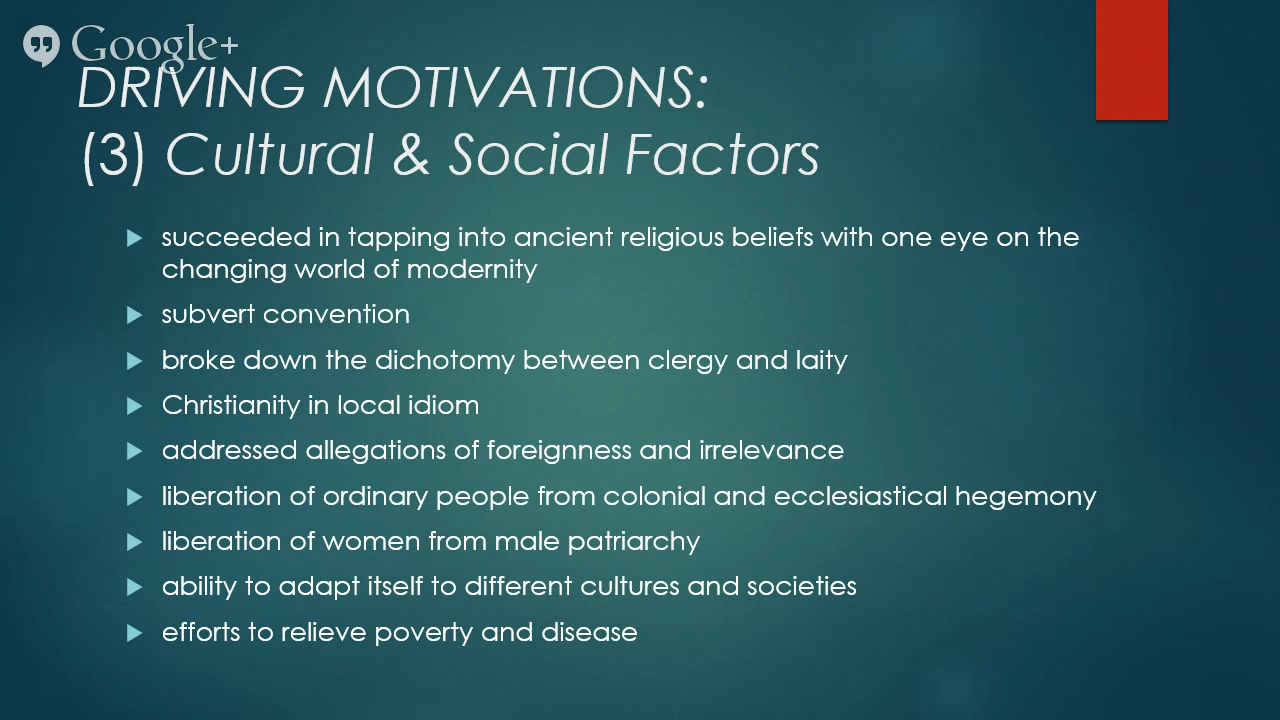 Google+
DRIVING MOTIVATIONS:
(3) Cultural & Social Factors
succeeded in tapping into ancient religious beliefs with one eye on the
changing world of modernity
subvert convention
broke down the dichotomy between clergy and laity
Christianity in local idiom
addressed allegations of foreignness and irrelevance
liberation of ordinary people from colonial and ecclesiastical hegemony
liberation of women from male patriarchy
ability to adapt itself to different cultures and societies
efforts to relieve poverty and disease